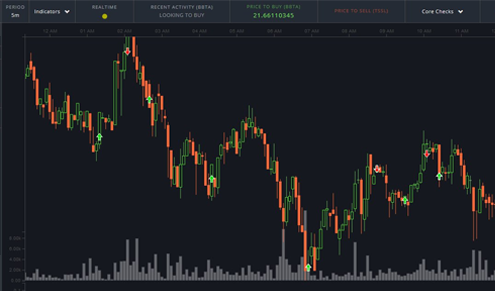 PERIOD
5m
Indicators
REALTIME
RECENT ACTIVITY (BBTA)
LOOKING TO BUY
PRICE TO BUY (BBTA)
21.66110345
PRICE TO SELL (TSSL)
Core Checks
12 AM
01 AM
02 AM
03 AM
04 AM
05 AM
06 AM
07 AM
08 AM
09 AM
10 AM
11 AM
8.00k
6.00k
4.00k
2.00k
0